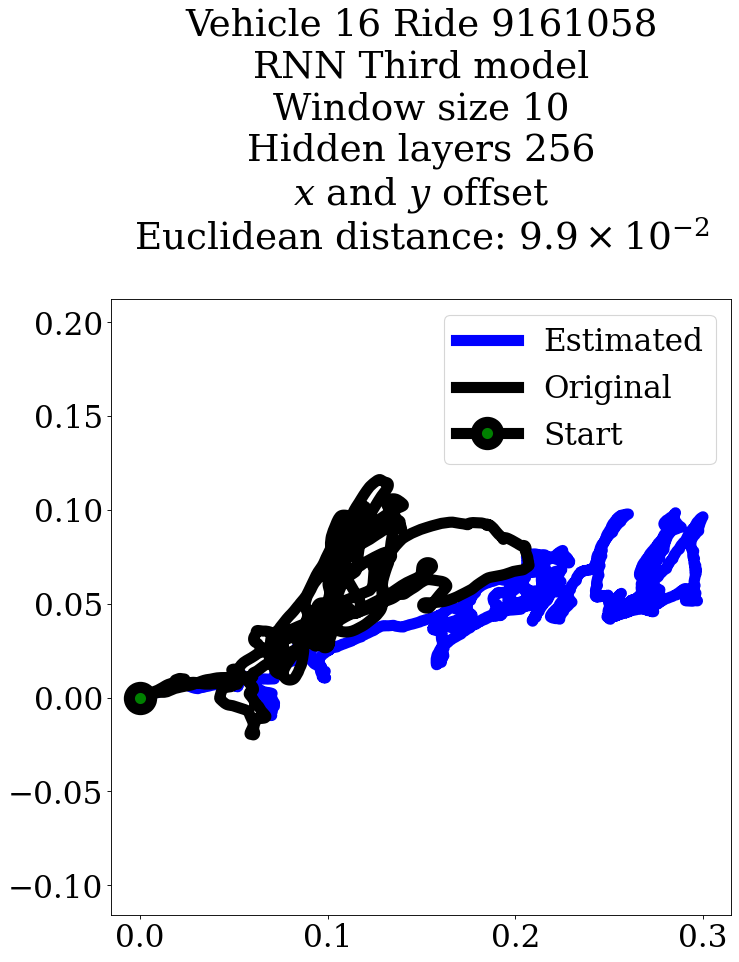 Vehicle 16 Ride 9161058
RNN Third model
Window size 10
Hidden layers 256
x and y offset
Euclidean distance: 9.9 × 10⁻²
Estimated
Original
Start
0.20
0.15
0.10
0.05
0.00
−0.05
−0.10
0.0 0.1 0.2 0.3